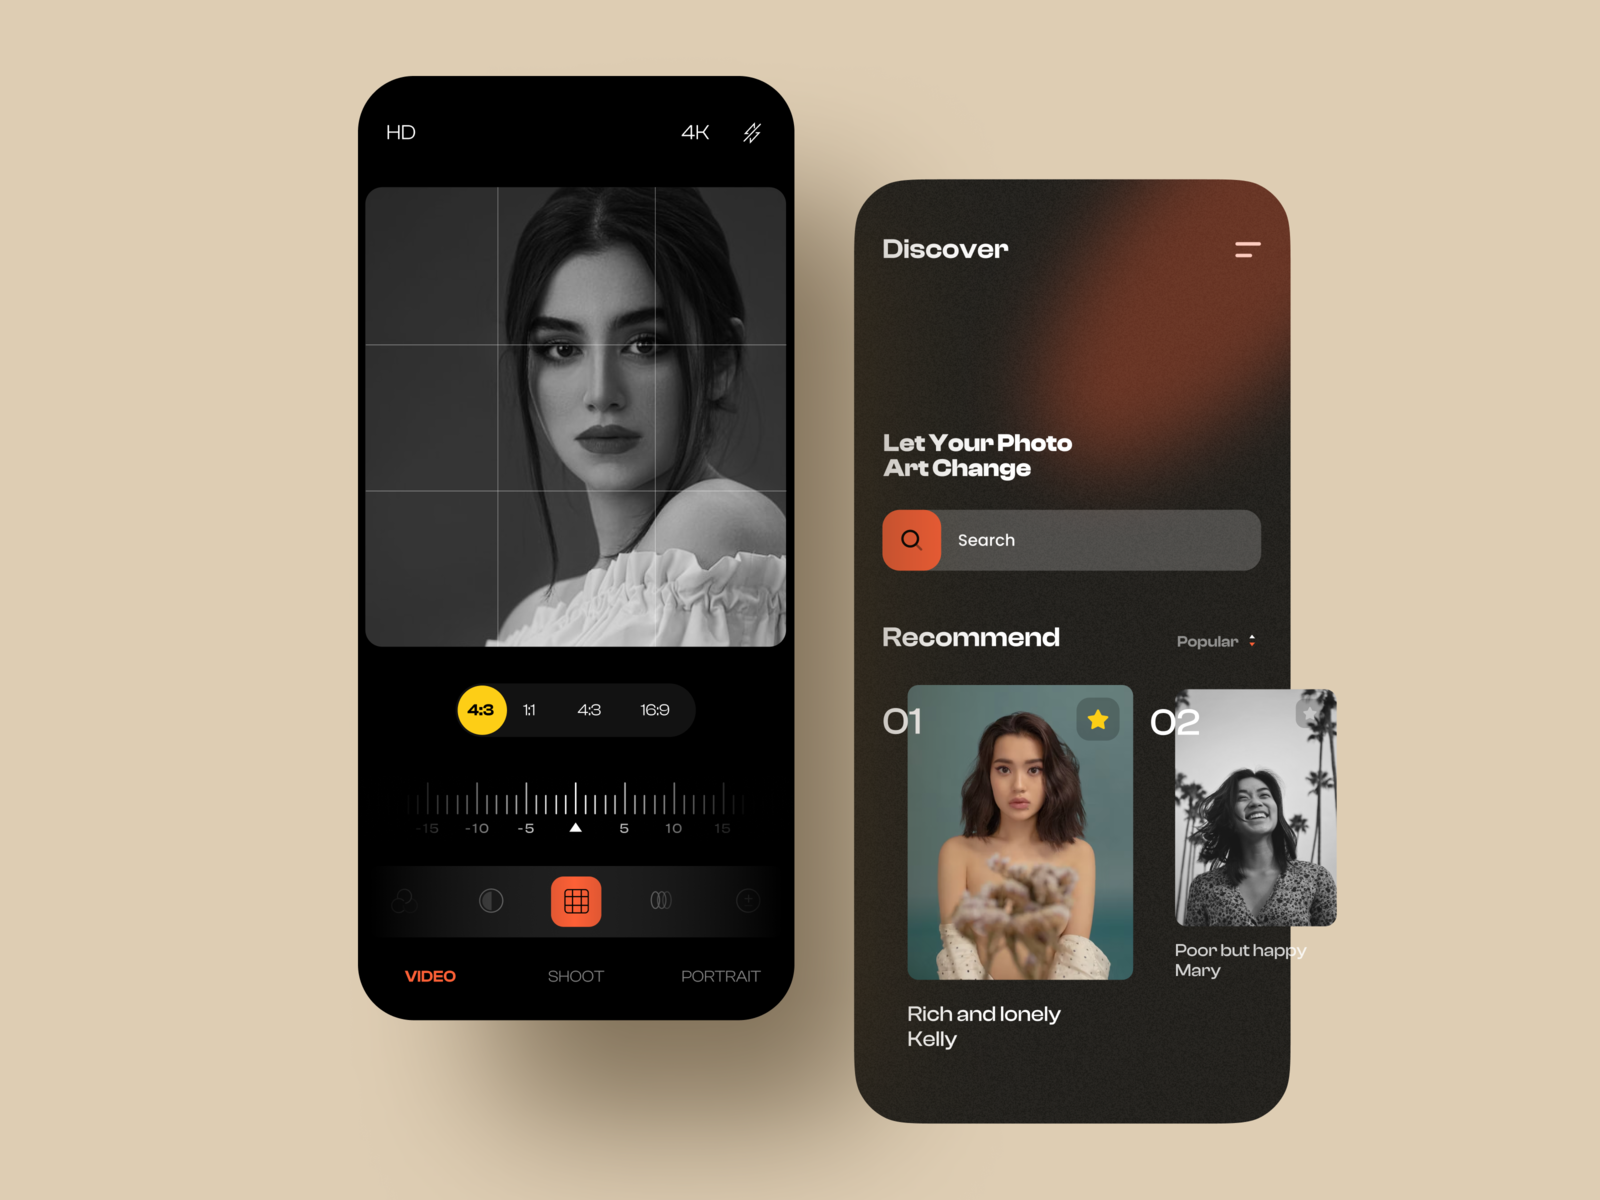 HD
4K
4:3
1:1
4:3
16:9
-15 -10 -5 5 10 15
VIDEO
SHOOT
PORTRAIT
Discover
Let Your Photo
Art Change
Search
Recommend
Popular
01
Rich and lonely
Kelly
02
Poor but happy
Mary